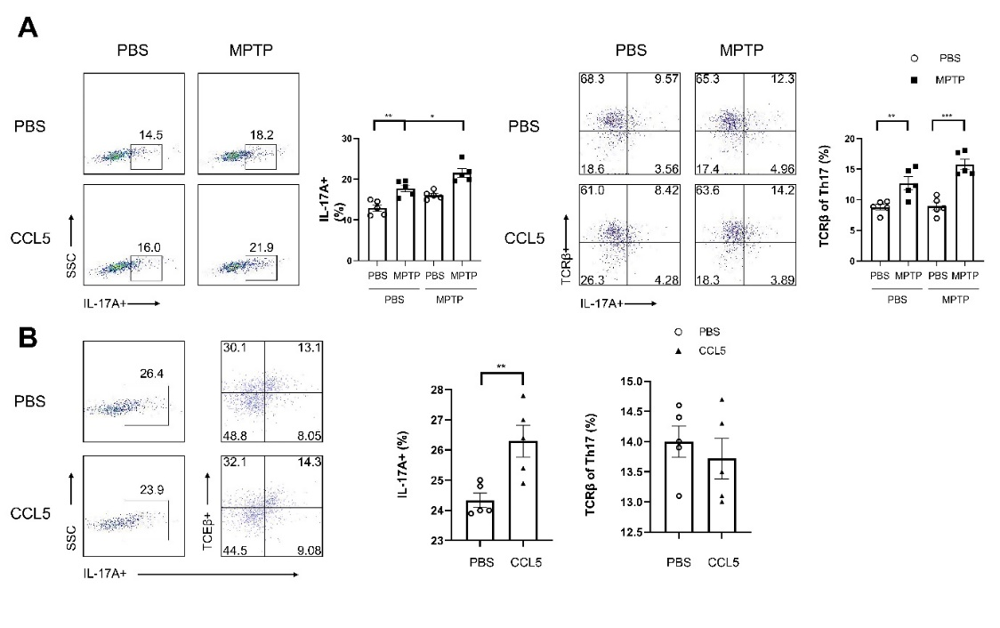 A
PBS MPTP
PBS
14.5 18.2
CCL5
16.0 21.9
SSC
IL-17A+
** *
IL-17A+ (%)
30
20
10
0
PBS MPTP PBS MPTP
PBS MPTP
PBS MPTP
PBS
68.3 9.57 65.3 12.3
18.6 3.56 17.4 4.96
CCL5
61.0 8.42 63.6 14.2
26.3 4.28 18.3 3.89
TCRβ+
IL-17A+
PBS
MPTP
** ***
TCRβ of Th17 (%)
20
15
10
5
0
PBS MPTP PBS MPTP
PBS MPTP
B
PBS
26.4
30.1 13.1
48.8 8.05
CCL5
23.9
32.1 14.3
44.5 9.08
SSC
TCEβ+
IL-17A+
**
IL-17A+ (%)
28
27
26
25
24
23
PBS CCL5
PBS
CCL5
TCRβ of Th17 (%)
15.0
14.5
14.0
13.5
13.0
12.5
PBS CCL5